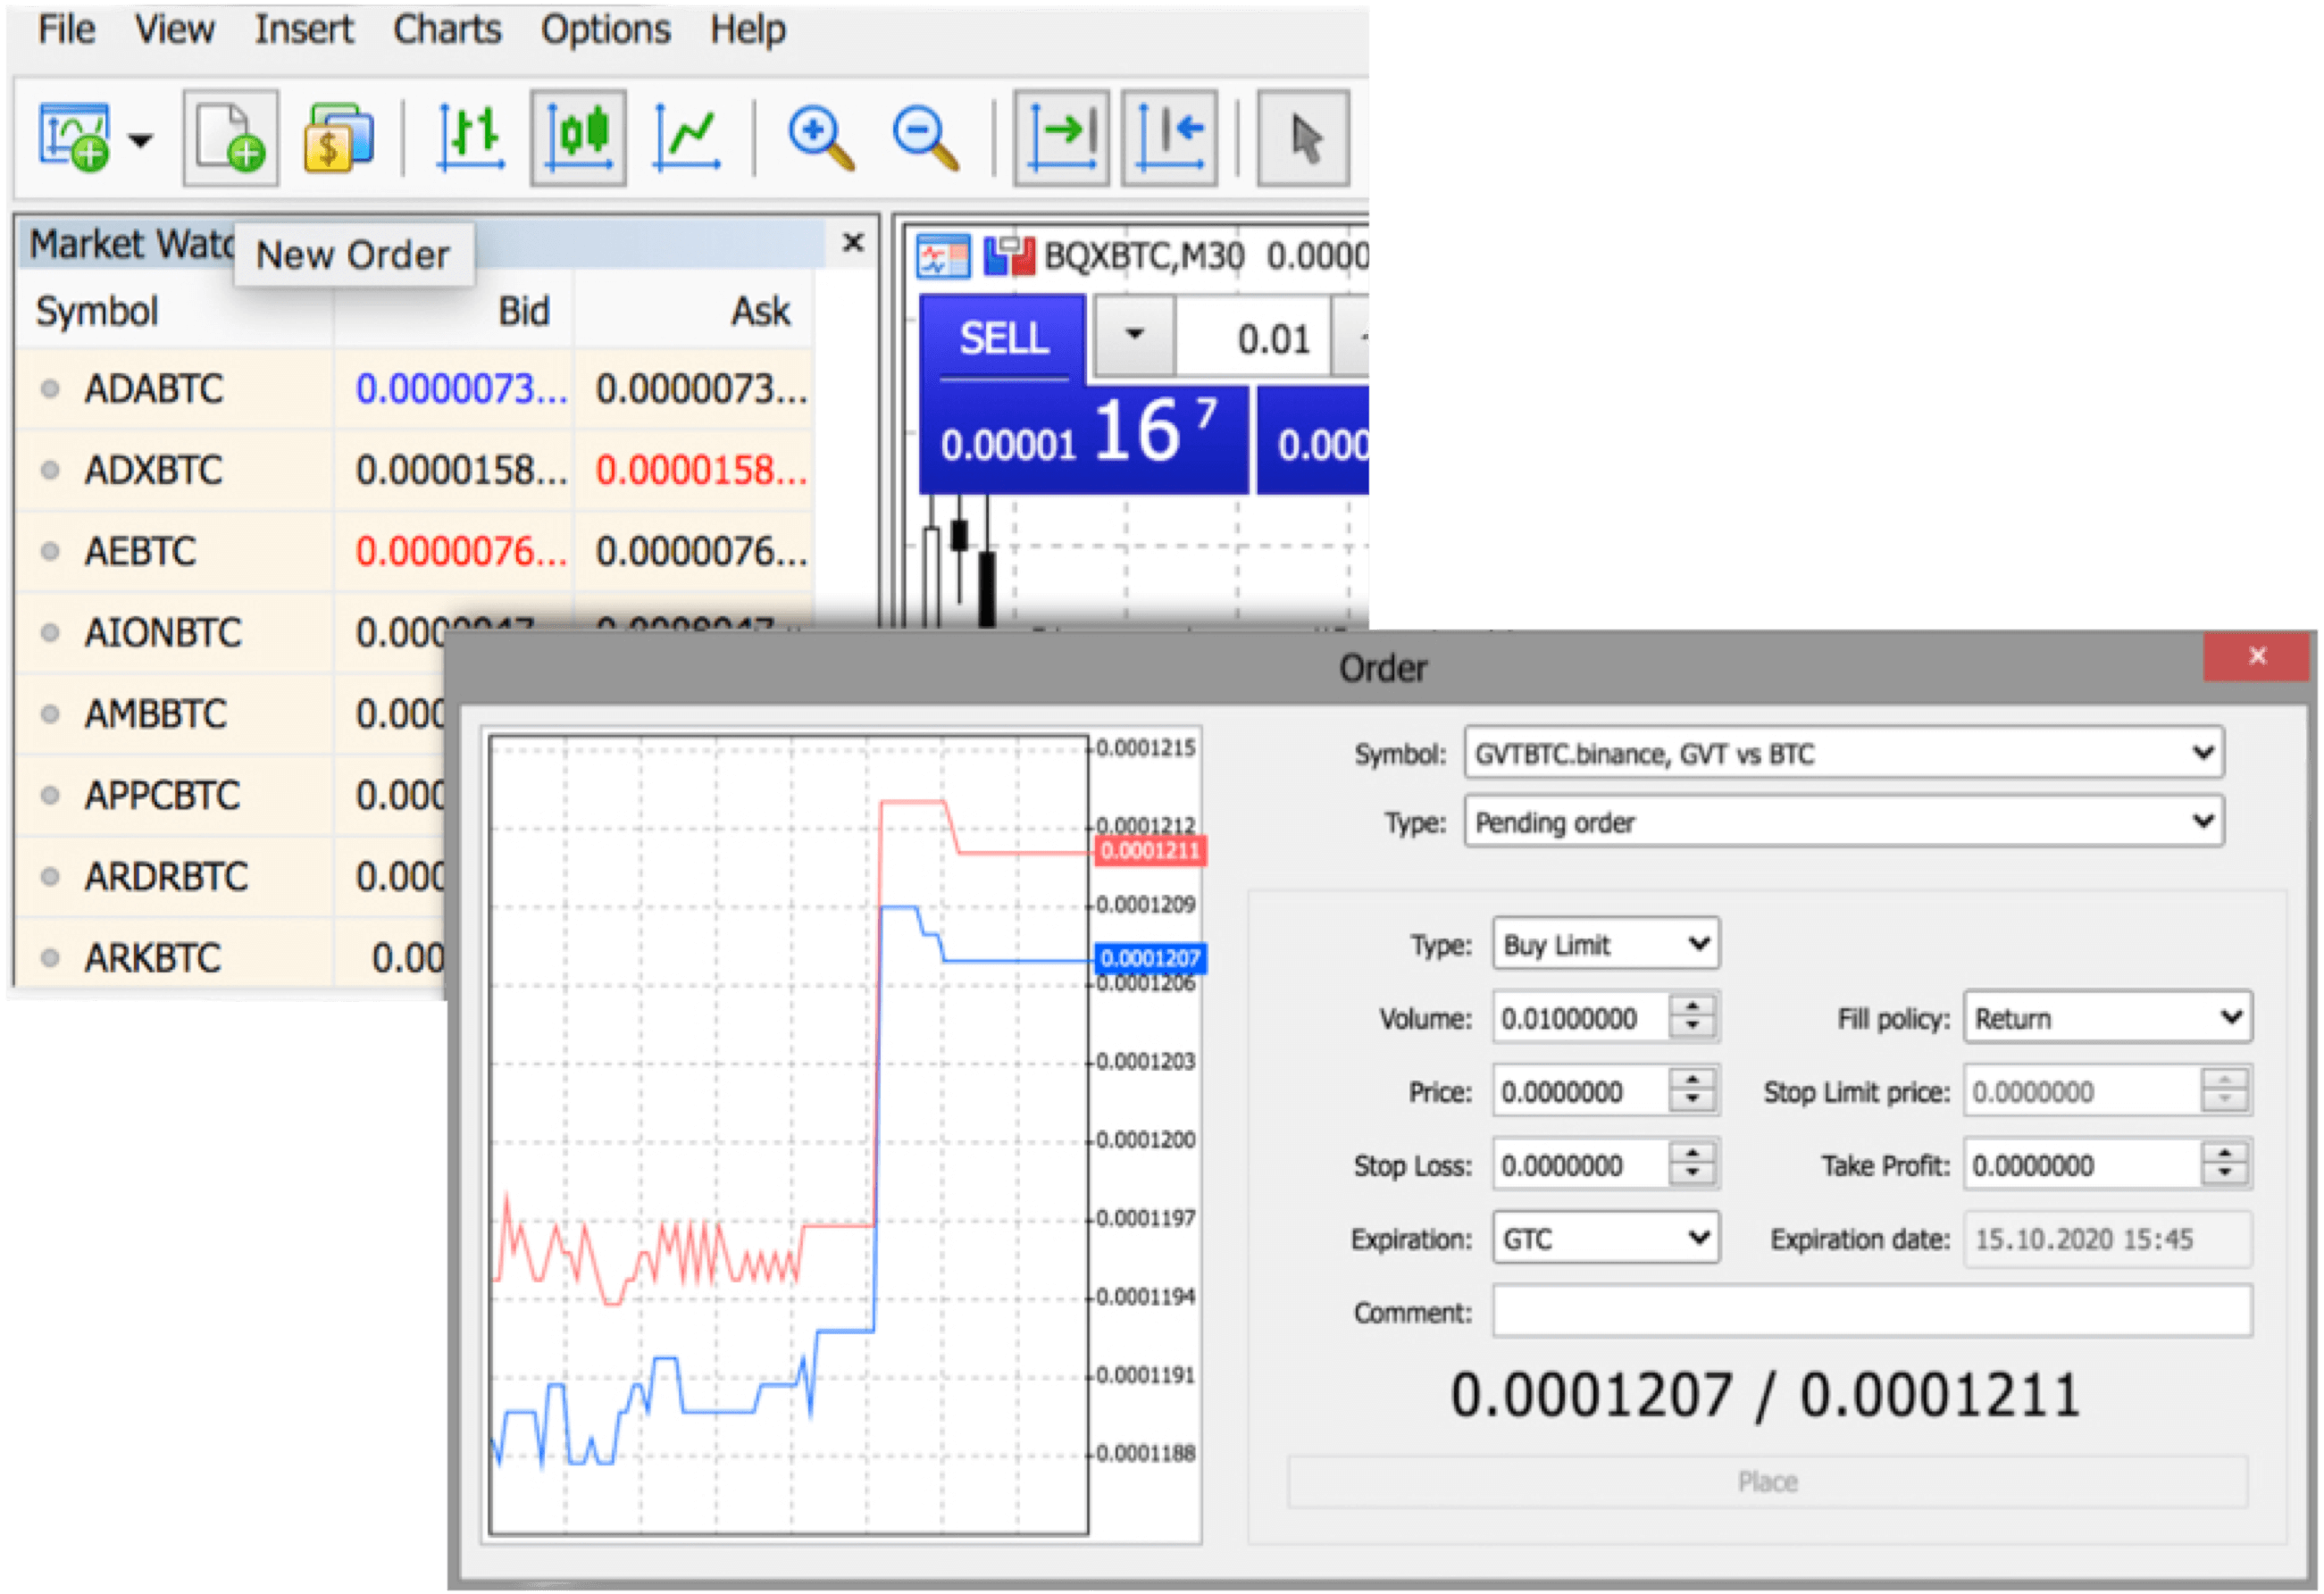 File View Insert Charts Options Help
Market Watc
New Order
Symbol Bid Ask
ADABTC 0.0000073... 0.0000073...
ADXBTC 0.0000158... 0.0000158...
AEBTC 0.0000076... 0.0000076...
AIONBTC 0.0000047...
AMBBTC 0.000
APPCBTC 0.000
ARDRBTC 0.000
ARKBTC 0.00
BQXBTC,M30 0.0000
SELL 0.01
0.00001 16 7 0.000
Order
0.0001215
0.0001212
0.0001211
0.0001209
0.0001207
0.0001206
0.0001203
0.0001200
0.0001197
0.0001194
0.0001191
0.0001188
Symbol: GVTBTC.binance, GVT vs BTC
Type: Pending order
Type: Buy Limit
Volume: 0.01000000 Fill policy: Return
Price: 0.0000000 Stop Limit price: 0.0000000
Stop Loss: 0.0000000 Take Profit: 0.0000000
Expiration: GTC Expiration date: 15.10.2020 15:45
Comment:
0.0001207 / 0.0001211
Place